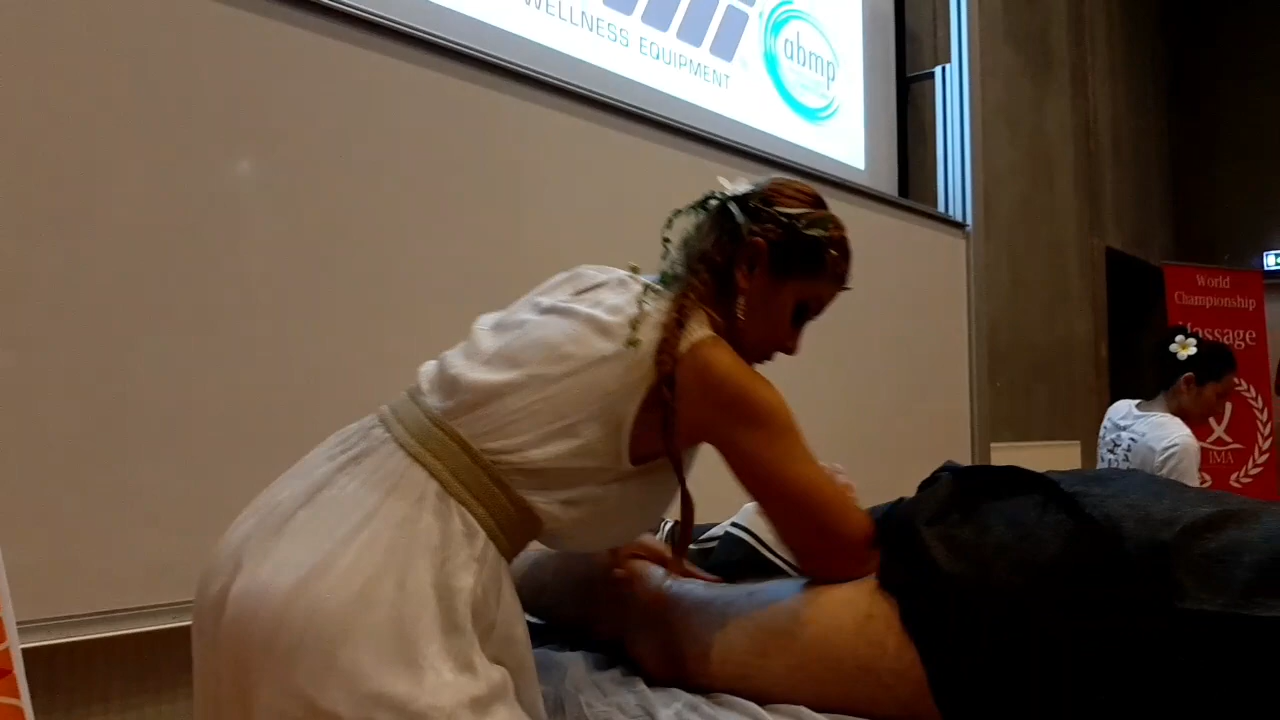 WELLNESS EQUIPMENT
abmp
World
Championship
Massage
IMA